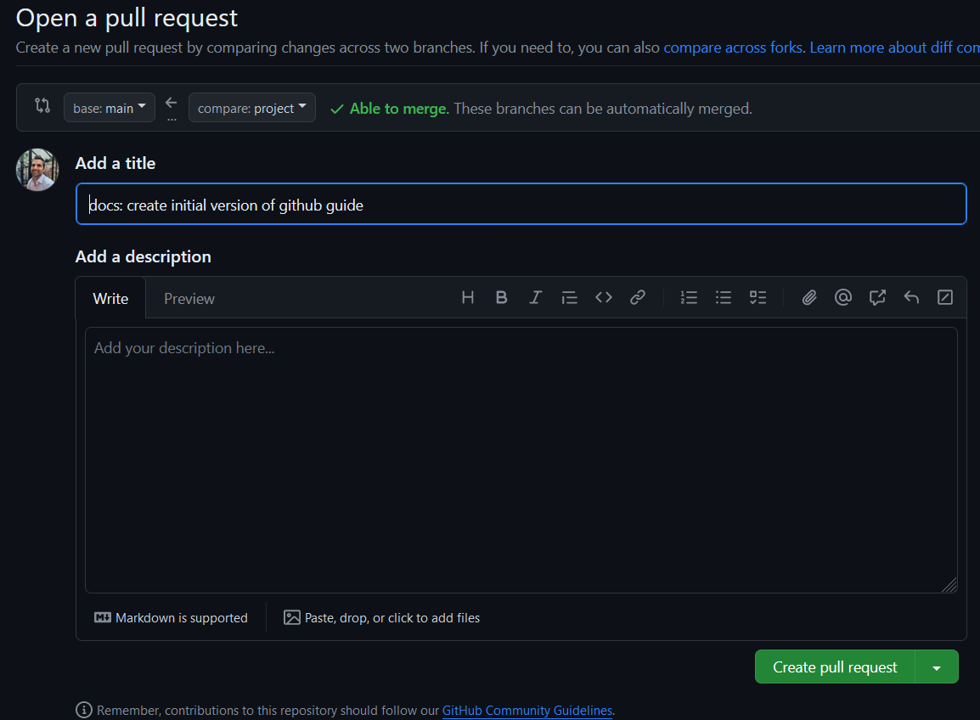 Open a pull request
Create a new pull request by comparing changes across two branches. If you need to, you can also compare across forks. Learn more about diff com
base: main
...
compare: project
Able to merge. These branches can be automatically merged.
Add a title
docs: create initial version of github guide
Add a description
Write Preview
Add your description here...
Markdown is supported
Paste, drop, or click to add files
Create pull request
Remember, contributions to this repository should follow our GitHub Community Guidelines.